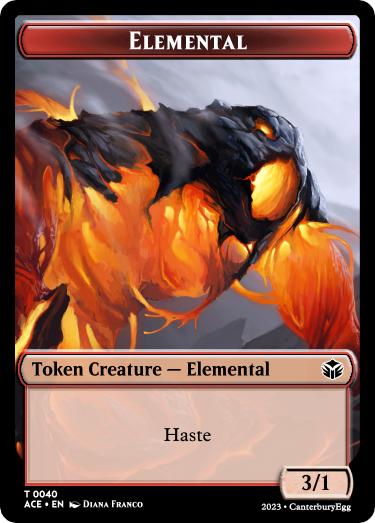 Elemental
Token Creature — Elemental
Haste
3/1
T 0040
ACE • EN Diana Franco
2023 • CanterburyEgg